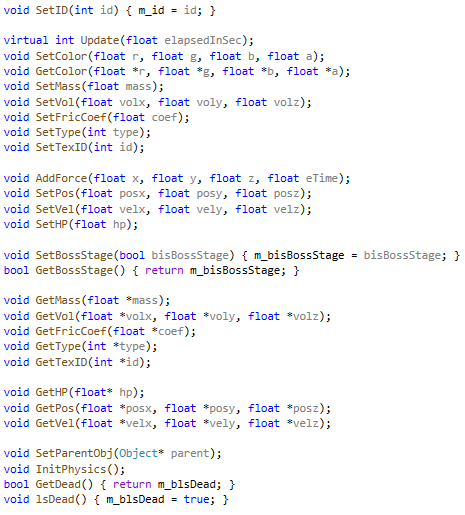 void SetID(int id) { m_id = id; }
virtual int Update(float elapsedInSec);
void SetColor(float r, float g, float b, float a);
void GetColor(float *r, float *g, float *b, float *a);
void SetMass(float mass);
void SetVol(float volx, float voly, float volz);
void SetFricCoef(float coef);
void SetType(int type);
void SetTexID(int id);
void AddForce(float x, float y, float z, float eTime);
void SetPos(float posx, float posy, float posz);
void SetVel(float velx, float vely, float velz);
void SetHP(float hp);
void SetBossStage(bool bisBossStage) { m_bisBossStage = bisBossStage; }
bool GetBossStage() { return m_bisBossStage; }
void GetMass(float *mass);
void GetVol(float *volx, float *voly, float *volz);
void GetFricCoef(float *coef);
void GetType(int *type);
void GetTexID(int *id);
void GetHP(float* hp);
void GetPos(float *posx, float *posy, float *posz);
void GetVel(float *velx, float *vely, float *velz);
void SetParentObj(Object* parent);
void InitPhysics();
bool GetDead() { return m_blsDead; }
void lsDead() { m_blsDead = true; }